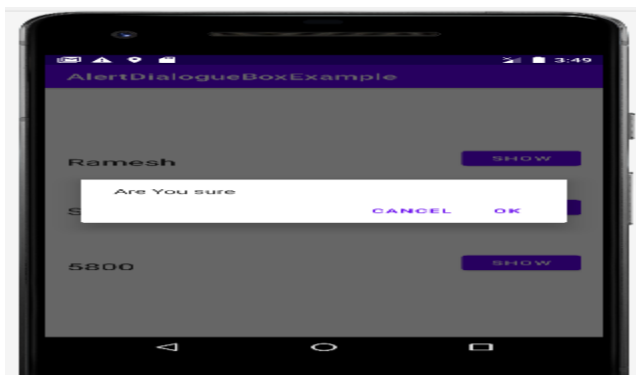 3:49
AlertDialogueBoxExample
Ramesh SHOW
Are You sure
S
CANCEL OK
5800 SHOW